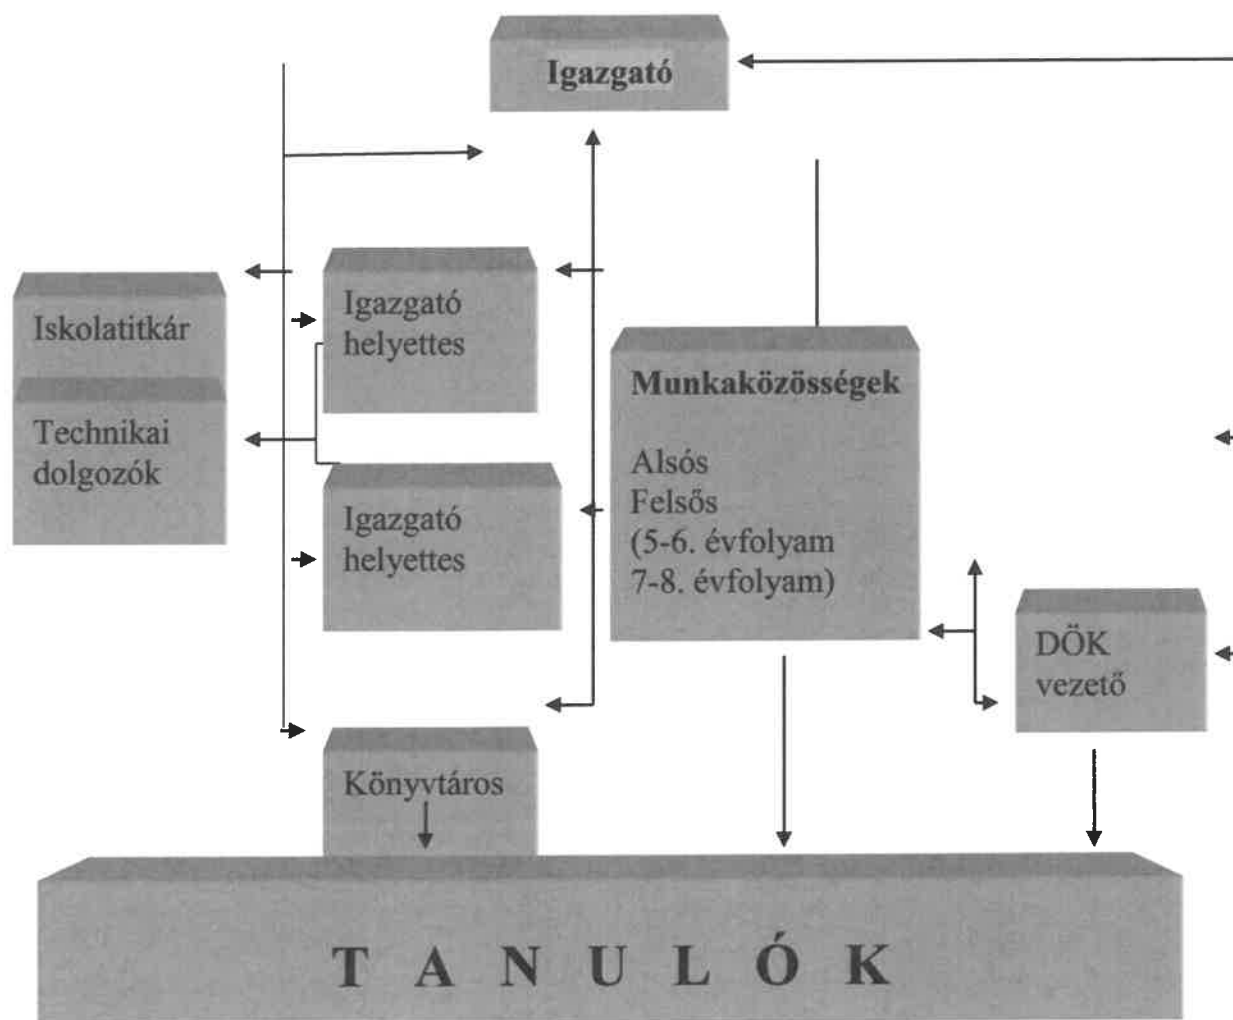 Igazgató
Iskolatitkár
Technikai
dolgozók
Igazgató
helyettes
Igazgató
helyettes
Munkaközösségek
Alsós
Felsős
(5-6. évfolyam
7-8. évfolyam)
DÖK
vezető
Könyvtáros
T A N U L Ó K